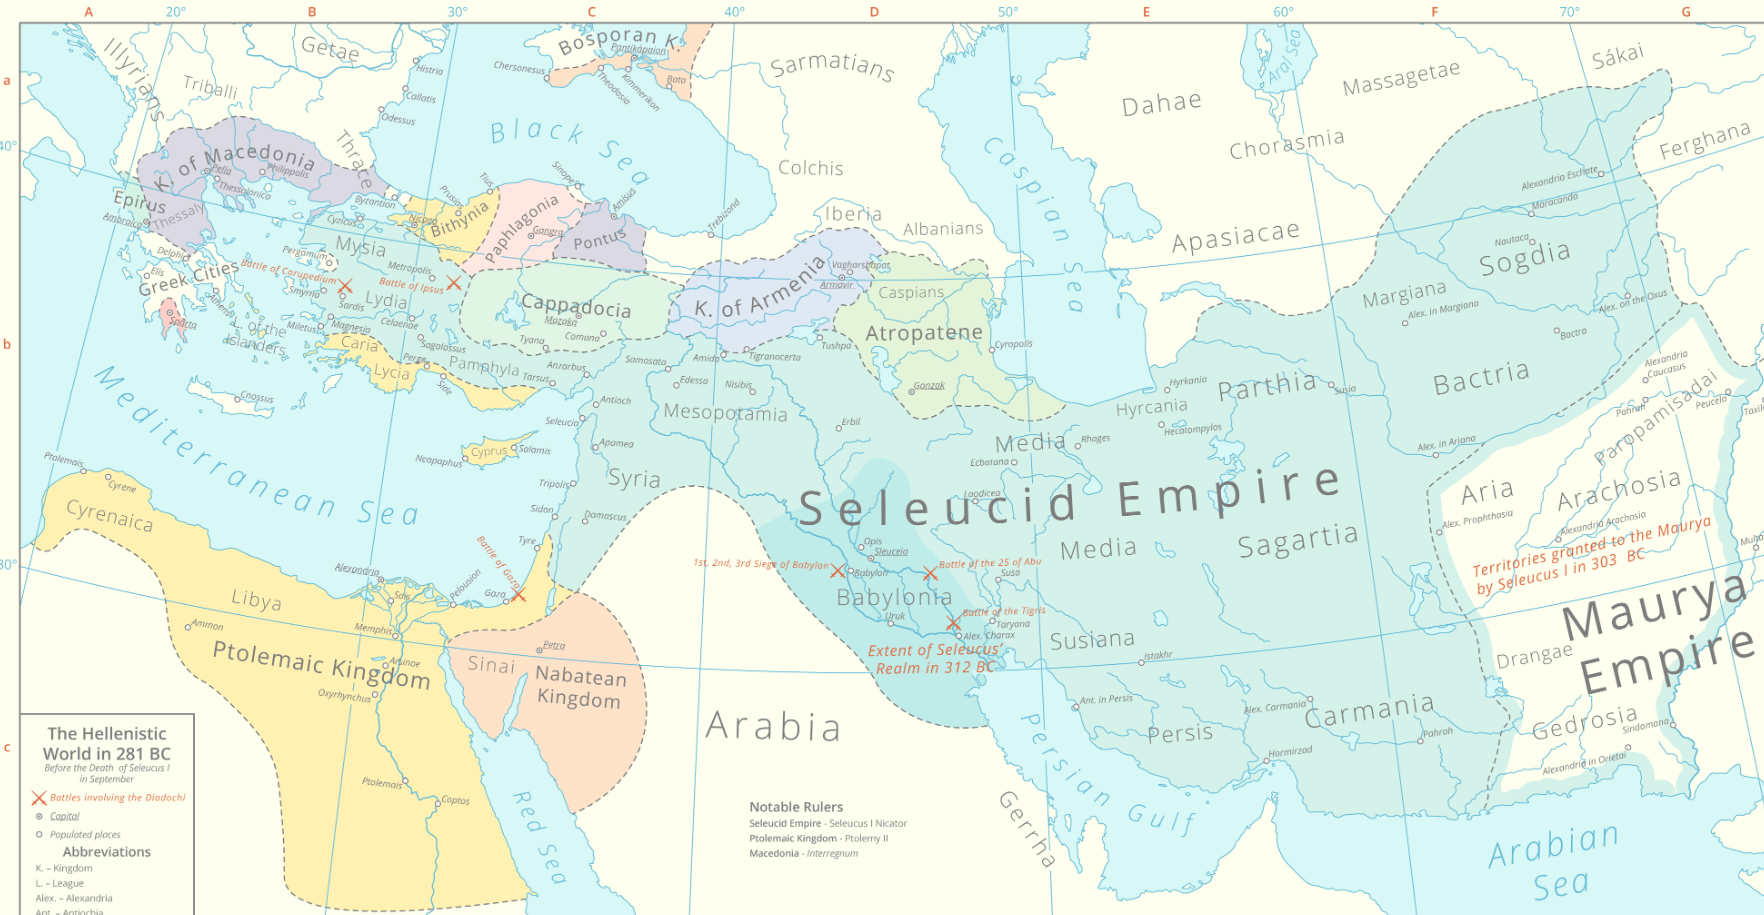 A
20°
B
30°
C
40°
D
50°
E
60°
F
70°
G
a
40°
b
30°
c
Illyrians
Getae
Triballi
Thrace
Histria
Callatis
Odessus
Bosporan K.
Pantikápaion
Chersonesus
Theodosia
Kimmerikon
Bata
Sarmatians
Black Sea
Colchis
Iberia
Albanians
Caspian Sea
Aral Sea
Dahae
Massagetae
Sákai
Chorasmia
Ferghana
Apasiacae
K. of Macedonia
Pella
Philippolis
Thessalonica
Thessaly
Epirus
Ambracia
Byzantion
Cyzicus
Nicaea
Prusias
Tius
Bithynia
Paphlagonia
Gangra
Sinope
Amisus
Pontus
Trebizond
Mysia
Pergamum
Metropolis
Battle of Corupedium
Battle of Ipsus
Delphi
Elis
Greek Cities
Athens
Sparta
L. of the
Islanders
Smyrna
Sardis
Lydia
Miletus
Magnesia
Celaenae
Sagalassus
Caria
Lycia
Perge
Side
Pamphyla
Tarsus
Cnossus
Cappadocia
Mazaka
Tyana
Comana
Anzarbus
K. of Armenia
Vagharshapat
Armavir
Caspians
Atropatene
Ganzak
Cyropolis
Tushpa
Tigranocerta
Amida
Samosata
Edessa
Nisibis
Mesopotamia
Erbil
Antioch
Seleucia
Apamea
Syria
Cyprus
Salamis
Neapaphus
Tripolis
Sidon
Damascus
Tyre
Mediterranean Sea
Ptolemais
Cyrene
Cyrenaica
Libya
Ammon
Alexandria
Sais
Pelousion
Gaza
Battle of Gaza
Memphis
Arsinoe
Oxyrhynchus
Ptolemaic Kingdom
Ptolemais
Coptos
Red Sea
Sinai
Petra
Nabatean
Kingdom
Arabia
Gerrha
Seleucid Empire
Media
Rhages
Ecbatana
Laodicea
Media
Sagartia
Hyrkania
Hyrcania
Hecatompylos
Parthia
Susia
Margiana
Alex. in Margiana
Sogdia
Nautaca
Maracanda
Alexandria Eschate
Alex. on the Oxus
Bactra
Bactria
Alex. in Ariana
Opis
Sleuceia
1st, 2nd, 3rd Siege of Babylon
Babylon
Battle of the 25 of Abu
Susa
Babylonia
Uruk
Battle of the Tigris
Taryana
Alex. Charax
Extent of Seleucus'
Realm in 312 BC
Susiana
Istakhr
Ant. in Persis
Persis
Alex. Carmania
Carmania
Hormirzad
Pahrah
Persian Gulf
Arabian
Sea
Alexandria
Caucasus
Pahrah
Paropamisadai
Peucela
Taxil
Aria
Alex. Prophthasia
Arachosia
Alexandria Arachosia
Territories granted to the Maurya
by Seleucus I in 303 BC
Multa
Maurya
Empire
Drangae
Gedrosia
Sindomana
Alexandria in Orietai
The Hellenistic
World in 281 BC
Before the Death of Seleucus I
in September
Battles involving the Diadochi
Capital
Populated places
Abbreviations
K. – Kingdom
L. – League
Alex. – Alexandria
Ant. – Antiochia
Notable Rulers
Seleucid Empire - Seleucus I Nicator
Ptolemaic Kingdom - Ptolemy II
Macedonia - Interregnum